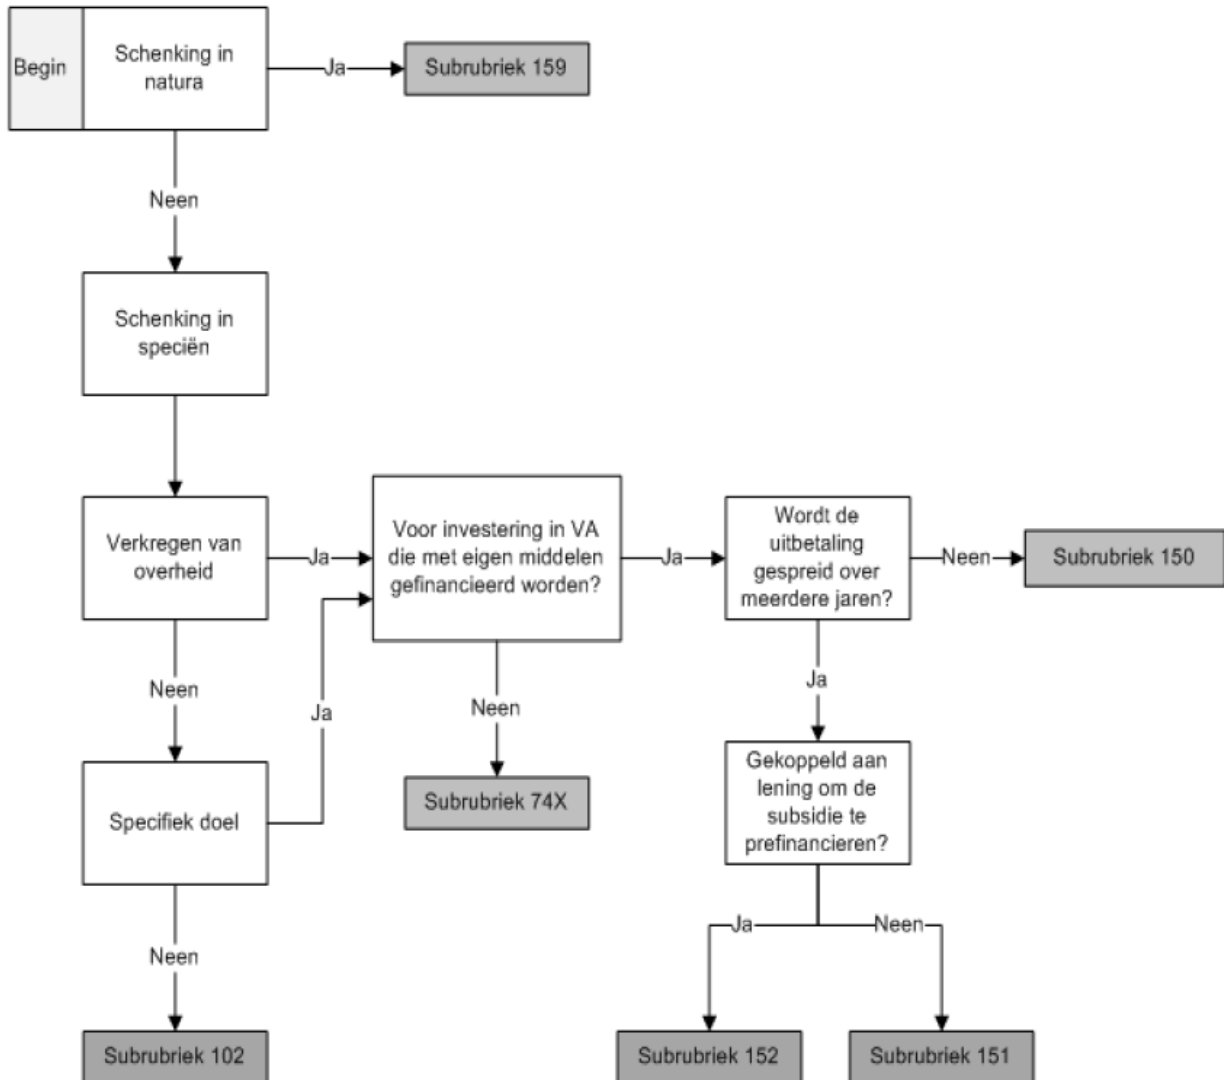 Begin
Schenking in
natura
Ja
Subrubriek 159
Neen
Schenking in
speciën
Verkregen van
overheid
Ja
Voor investering in VA
die met eigen middelen
gefinancieerd worden?
Ja
Wordt de
uitbetaling
gespreid over
meerdere jaren?
Neen
Subrubriek 150
Neen
Ja
Neen
Ja
Specifiek doel
Subrubriek 74X
Gekoppeld aan
lening om de
subsidie te
prefinancieren?
Neen
Ja
Neen
Subrubriek 102
Subrubriek 152
Subrubriek 151